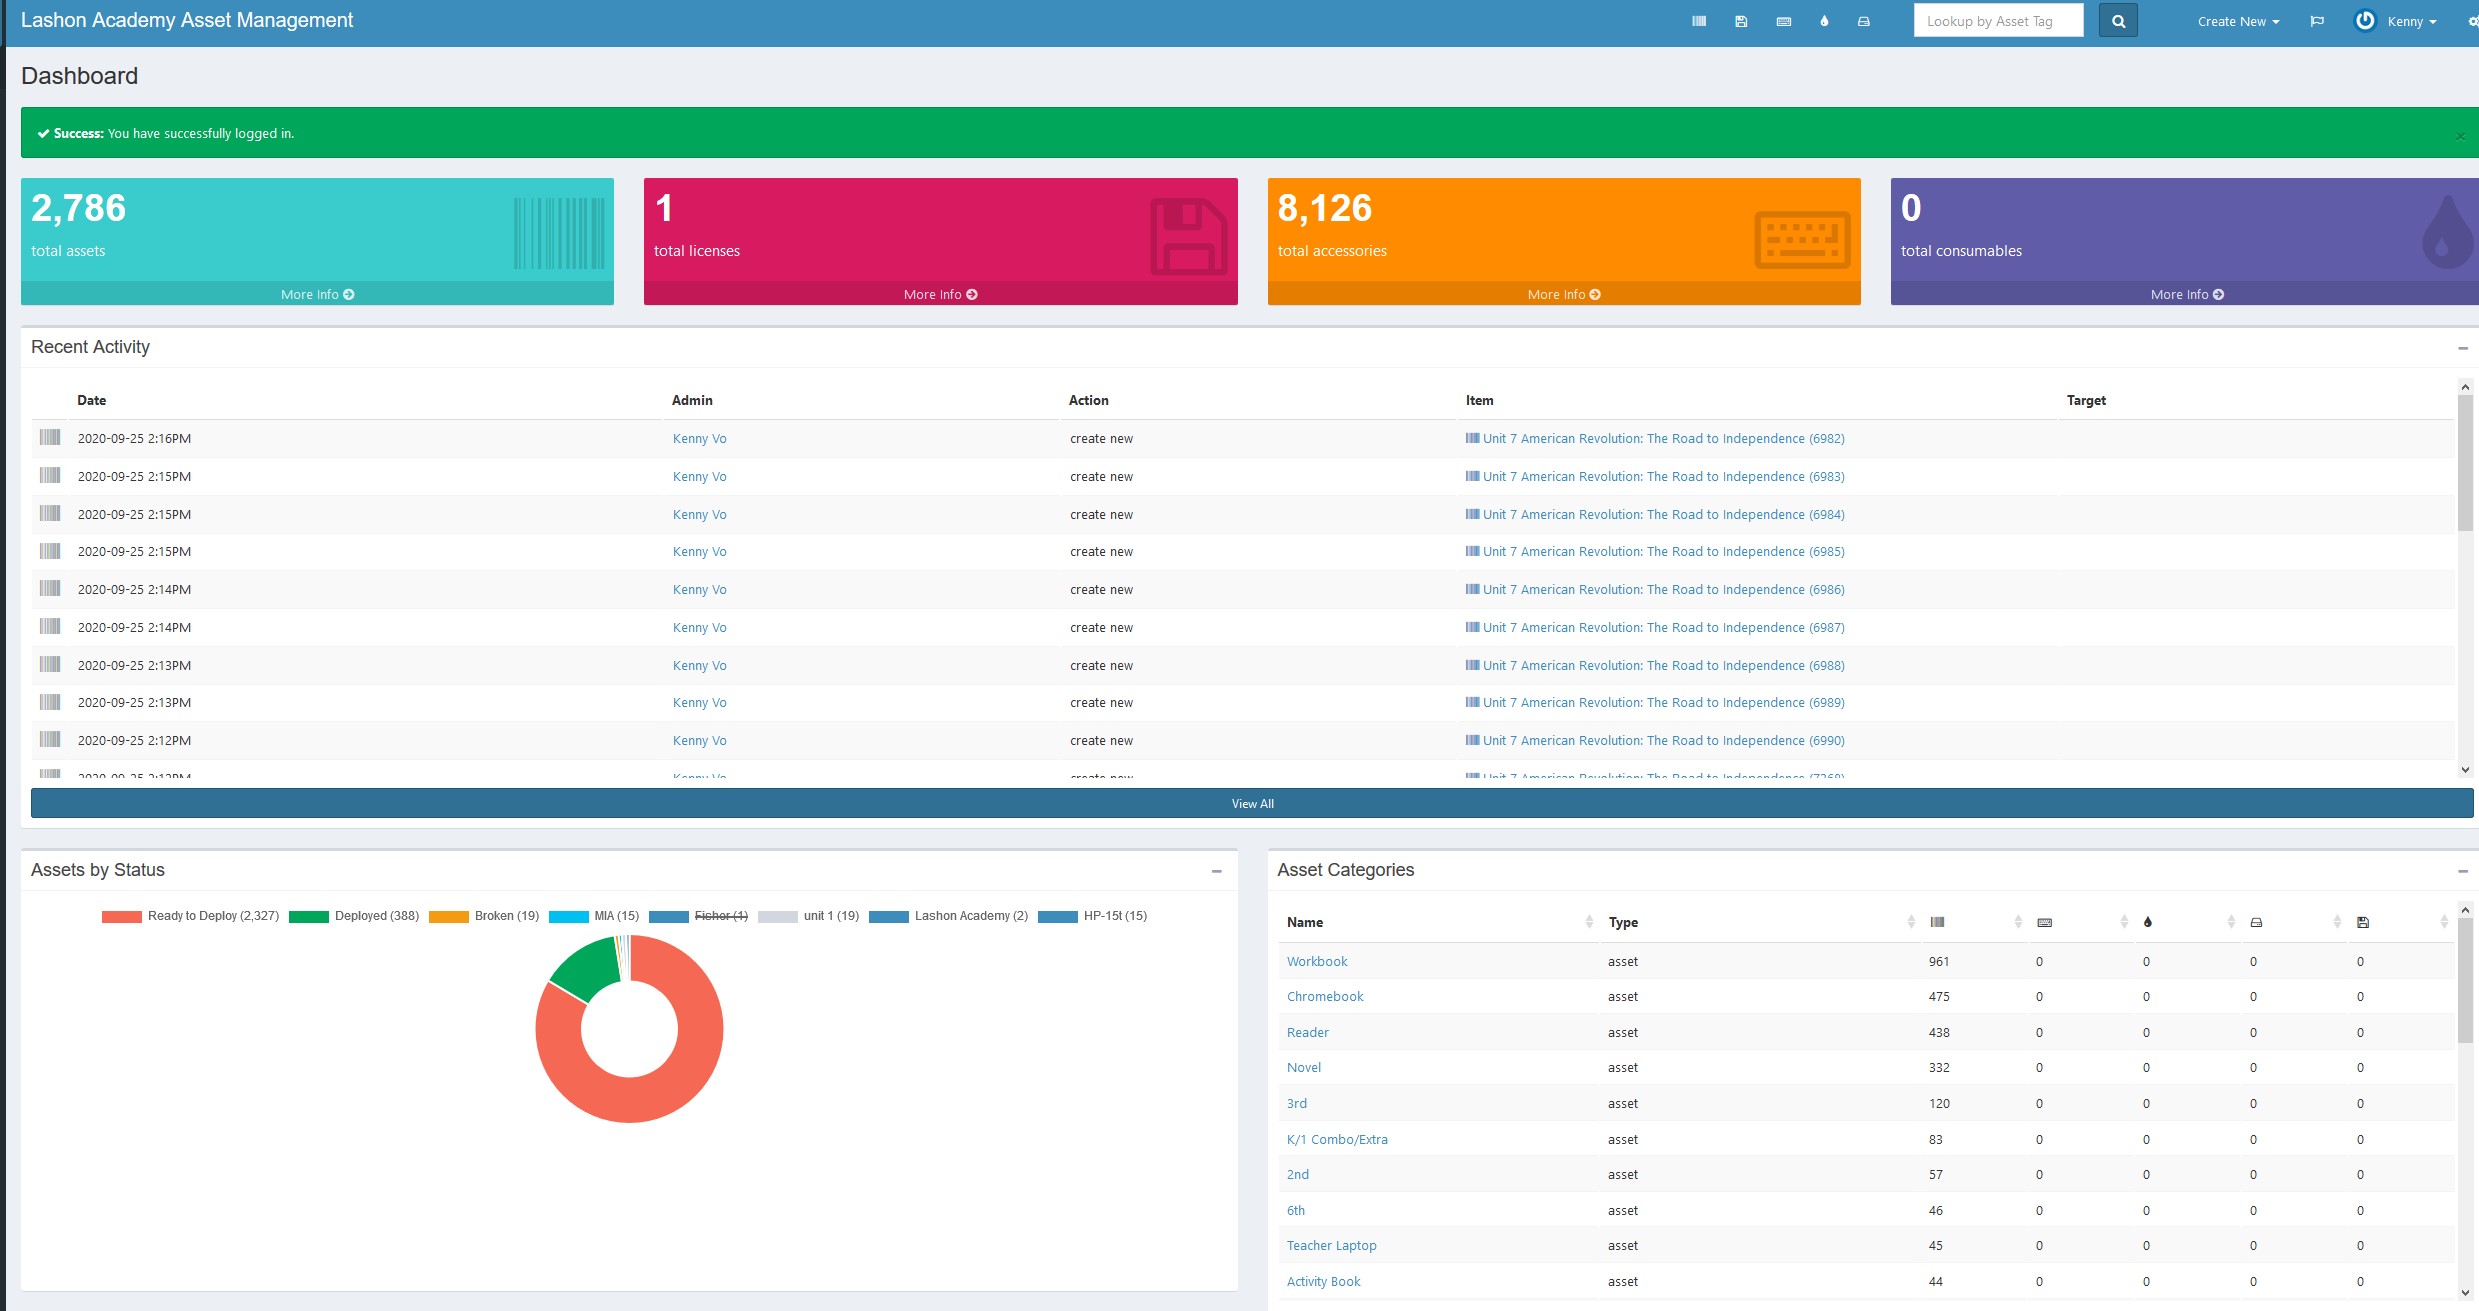 Lashon Academy Asset Management
Lookup by Asset Tag
Create New
Kenny
Dashboard
Success: You have successfully logged in.
×
2,786
total assets
More Info
1
total licenses
More Info
8,126
total accessories
More Info
0
total consumables
More Info
Recent Activity
Date Admin Action Item Target
2020-09-25 2:16PM Kenny Vo create new Unit 7 American Revolution: The Road to Independence (6982)
2020-09-25 2:15PM Kenny Vo create new Unit 7 American Revolution: The Road to Independence (6983)
2020-09-25 2:15PM Kenny Vo create new Unit 7 American Revolution: The Road to Independence (6984)
2020-09-25 2:15PM Kenny Vo create new Unit 7 American Revolution: The Road to Independence (6985)
2020-09-25 2:14PM Kenny Vo create new Unit 7 American Revolution: The Road to Independence (6986)
2020-09-25 2:14PM Kenny Vo create new Unit 7 American Revolution: The Road to Independence (6987)
2020-09-25 2:13PM Kenny Vo create new Unit 7 American Revolution: The Road to Independence (6988)
2020-09-25 2:13PM Kenny Vo create new Unit 7 American Revolution: The Road to Independence (6989)
2020-09-25 2:12PM Kenny Vo create new Unit 7 American Revolution: The Road to Independence (6990)
Kenny Vo create new Unit 7 American Revolution: The Road to Independence
View All
Assets by Status
Ready to Deploy (2,327) Deployed (388) Broken (19) MIA (15) Fisher (1) unit 1 (19) Lashon Academy (2) HP-15t (15)
Asset Categories
Name Type
Workbook asset 961 0 0 0 0
Chromebook asset 475 0 0 0 0
Reader asset 438 0 0 0 0
Novel asset 332 0 0 0 0
3rd asset 120 0 0 0 0
K/1 Combo/Extra asset 83 0 0 0 0
2nd asset 57 0 0 0 0
6th asset 46 0 0 0 0
Teacher Laptop asset 45 0 0 0 0
Activity Book asset 44 0 0 0 0